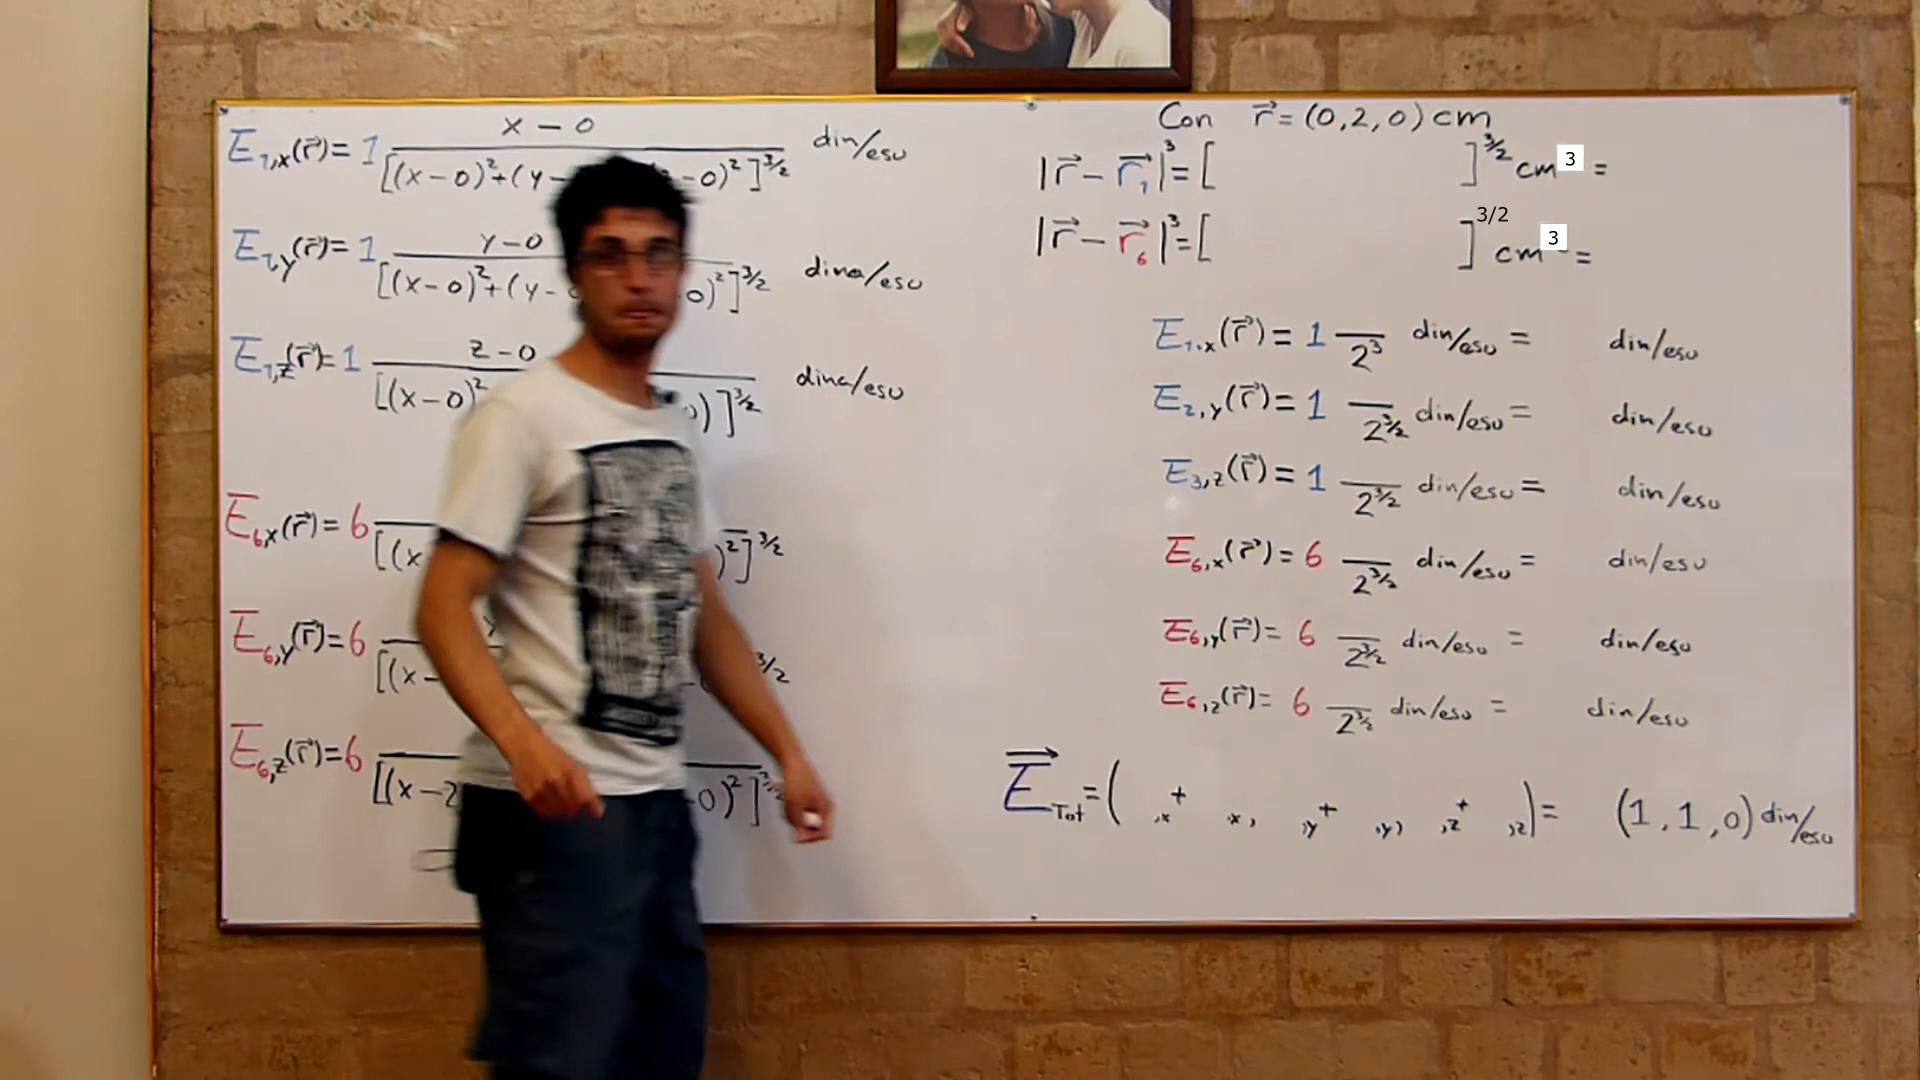 E₁,ₓ(r⃗)= 1 x − 0
[(x−0)²+(y− −0)²]^3/2 din/esu
E₁,y(r⃗)= 1 y−0
[(x−0)²+(y− 0)²]^3/2 dina/esu
E₁,z(r⃗)= 1 z−0
[(x−0)² )]^3/2 dina/esu
E₆,ₓ(r⃗)= 6
[(x )²]^3/2
E₆,y(r⃗)=6
[(x− 3/2
E₆,z(r⃗)=6
[(x−2 −0)²]
Con r⃗=(0,2,0) cm
|r⃗− r⃗₁|³=[ ]^3/2 cm³ =
|r⃗− r⃗₆|³=[ ]^3/2 cm³ =
E₁,ₓ(r⃗)= 1 /2³ din/esu = din/esu
E₂,y(r⃗)= 1 /2^3/2 din/esu = din/esu
E₃,z(r⃗)= 1 /2^3/2 din/esu = din/esu
E₆,ₓ(r⃗)= 6 /2^3/2 din/esu = din/esu
E₆,y(r⃗)= 6 /2^3/2 din/esu = din/esu
E₆,z(r⃗)= 6 /2^3/2 din/esu = din/esu
E⃗Tot=( ,x + ,x, ,y + ,y, ,z + ,z)= (1,1,0) din/esu